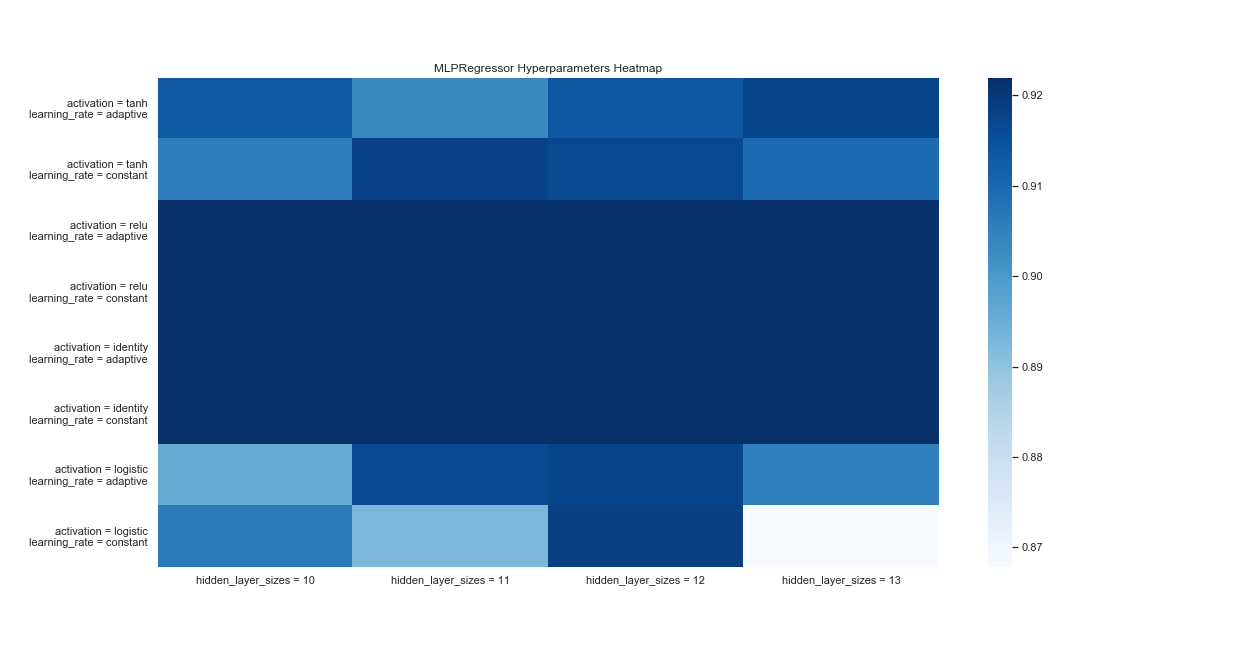 MLPRegressor Hyperparameters Heatmap
activation = tanh
learning_rate = adaptive
activation = tanh
learning_rate = constant
activation = relu
learning_rate = adaptive
activation = relu
learning_rate = constant
activation = identity
learning_rate = adaptive
activation = identity
learning_rate = constant
activation = logistic
learning_rate = adaptive
activation = logistic
learning_rate = constant
hidden_layer_sizes = 10
hidden_layer_sizes = 11
hidden_layer_sizes = 12
hidden_layer_sizes = 13
0.92
0.91
0.90
0.89
0.88
0.87